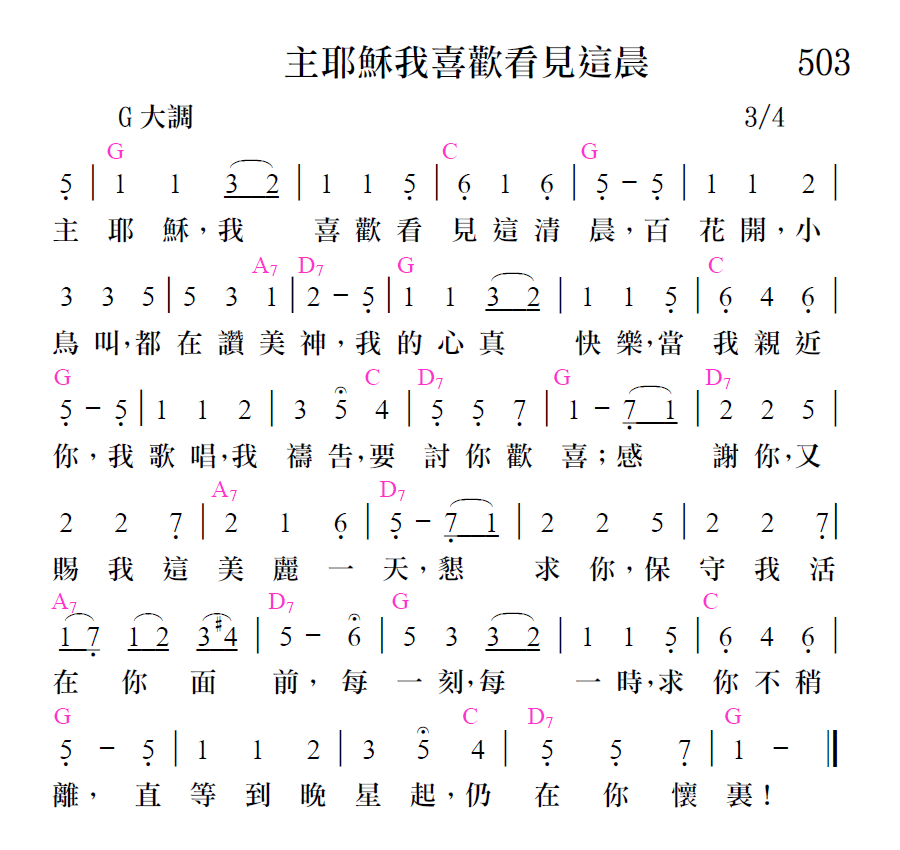 主耶穌我喜歡看見這晨 503
G 大調 3/4
G C G
5 | 1 1 3 2 | 1 1 5 | 6 1 6 | 5 – 5 | 1 1 2 |
主耶穌，我喜歡看見這清晨，百花開，小
A7 D7 G C
3 3 5 | 5 3 1 | 2 – 5 | 1 1 3 2 | 1 1 5 | 6 4 6 |
鳥叫，都在讚美神，我的心真快樂，當我親近
G C D7 G D7
5 – 5 | 1 1 2 | 3 5 4 | 5 5 7 | 1 – 7 1 | 2 2 5 |
你，我歌唱，我禱告，要討你歡喜；感謝你，又
A7 D7
2 2 7 | 2 1 6 | 5 – 7 1 | 2 2 5 | 2 2 7 |
賜我這美麗一天，懇求你，保守我活
A7 D7 G C
1 7 1 2 3 #4 | 5 – 6 | 5 3 3 2 | 1 1 5 | 6 4 6 |
在你面前，每一刻，每一時，求你不稍
G C D7 G
5 – 5 | 1 1 2 | 3 5 4 | 5 5 7 | 1 – ||
離，直等到晚星起，仍在你懷裏！